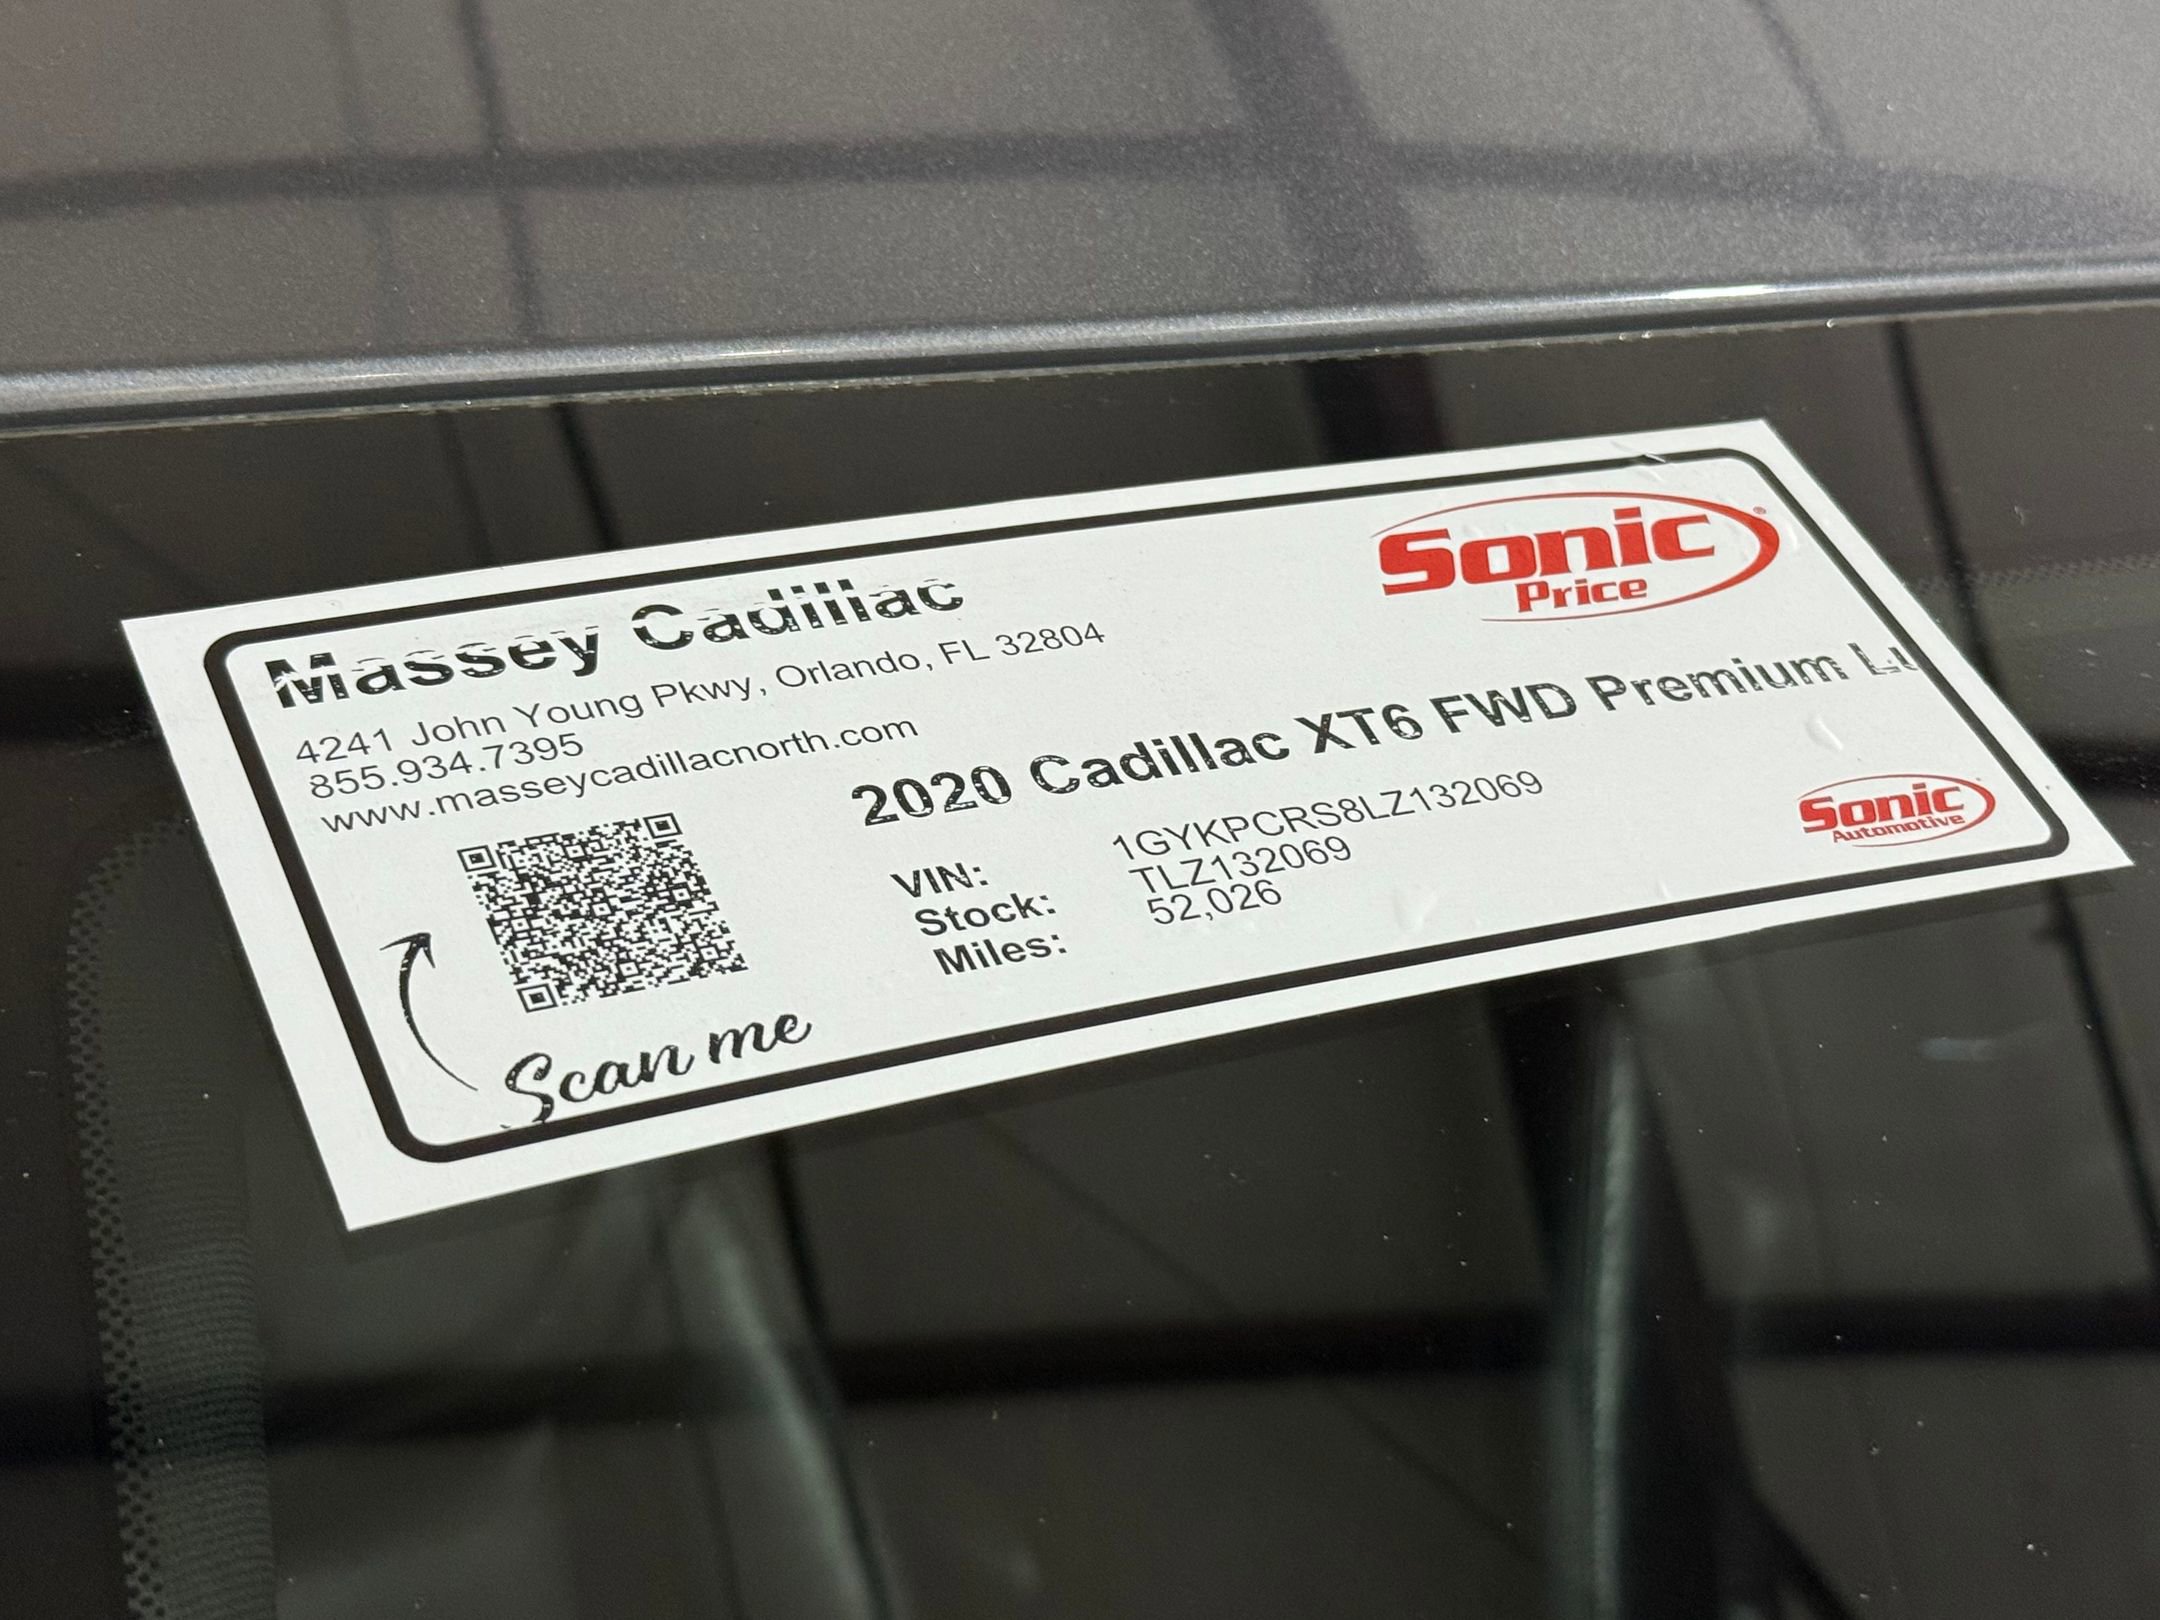 Massey Cadillac
4241 John Young Pkwy, Orlando, FL 32804
855.934.7395
www.masseycadillacnorth.com
Sonic®
Price
2020 Cadillac XT6 FWD Premium
VIN: 1GYKPCRS8LZ132069
Stock: TLZ132069
Miles: 52,026
Scan me
Sonic
Automotive